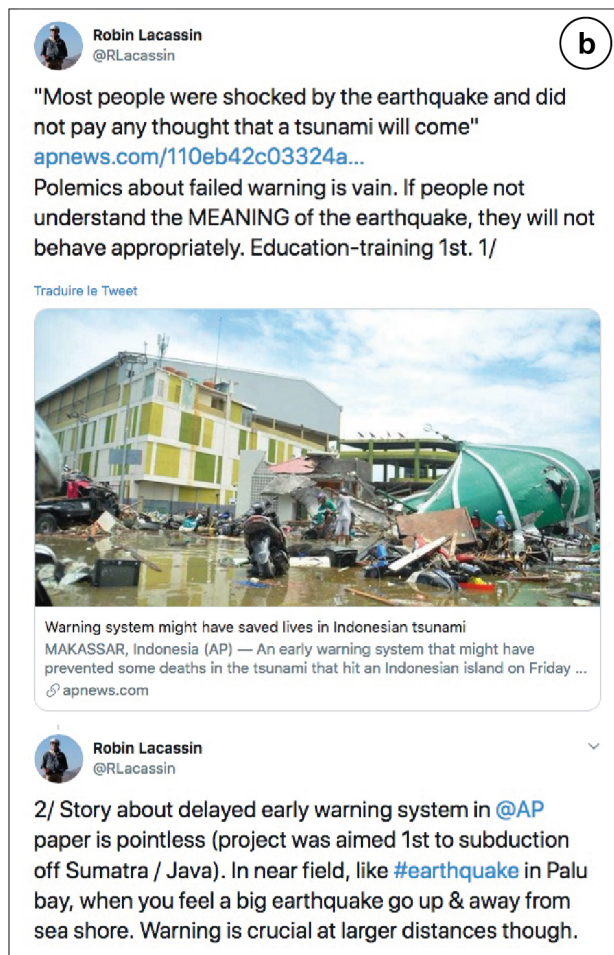 Robin Lacassin
@RLacassin
b
"Most people were shocked by the earthquake and did
not pay any thought that a tsunami will come"
apnews.com/110eb42c03324a...
Polemics about failed warning is vain. If people not
understand the MEANING of the earthquake, they will not
behave appropriately. Education-training 1st. 1/
Traduire le Tweet
Warning system might have saved lives in Indonesian tsunami
MAKASSAR, Indonesia (AP) — An early warning system that might have
prevented some deaths in the tsunami that hit an Indonesian island on Friday ...
apnews.com
Robin Lacassin
@RLacassin
2/ Story about delayed early warning system in @AP
paper is pointless (project was aimed 1st to subduction
off Sumatra / Java). In near field, like #earthquake in Palu
bay, when you feel a big earthquake go up & away from
sea shore. Warning is crucial at larger distances though.